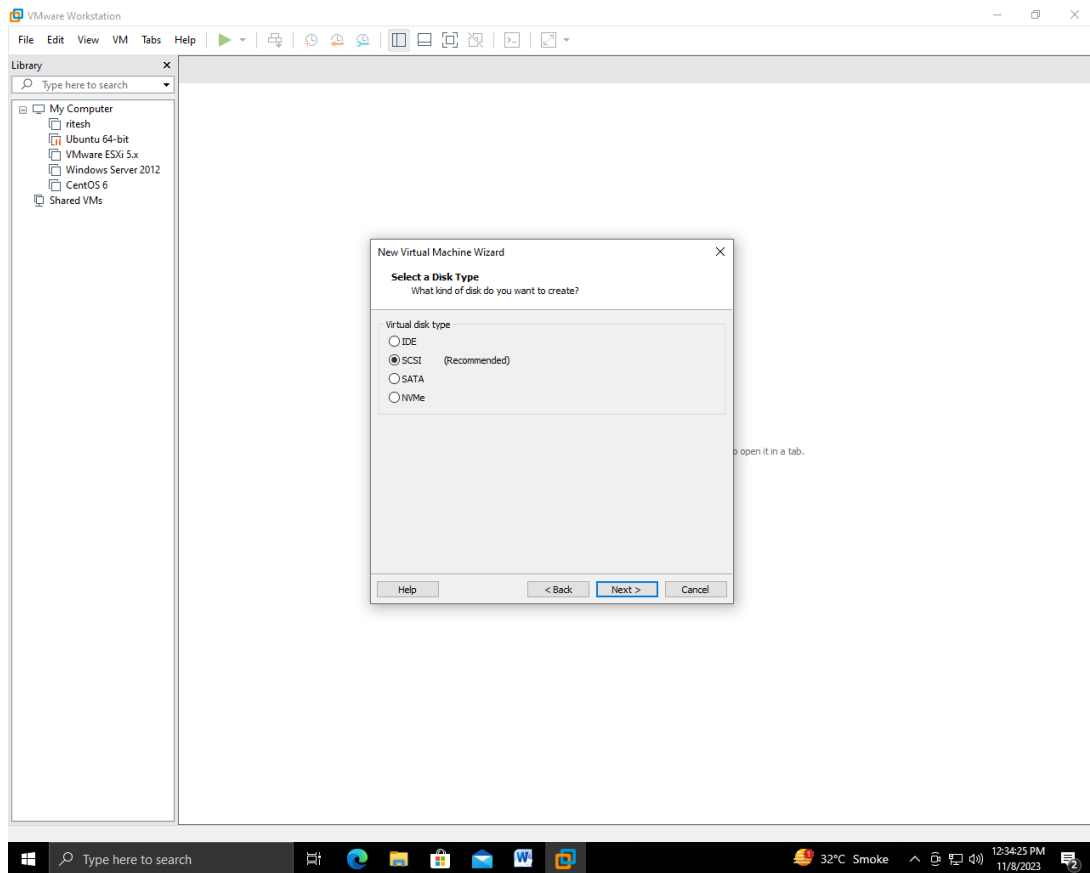 VMware Workstation
File Edit View VM Tabs Help
Library
Type here to search
My Computer
ritesh
Ubuntu 64-bit
VMware ESXi 5.x
Windows Server 2012
CentOS 6
Shared VMs
New Virtual Machine Wizard
Select a Disk Type
What kind of disk do you want to create?
Virtual disk type
IDE
SCSI (Recommended)
SATA
NVMe
open it in a tab.
Help < Back Next > Cancel
Type here to search
32°C Smoke
12:34:25 PM
11/8/2023
2